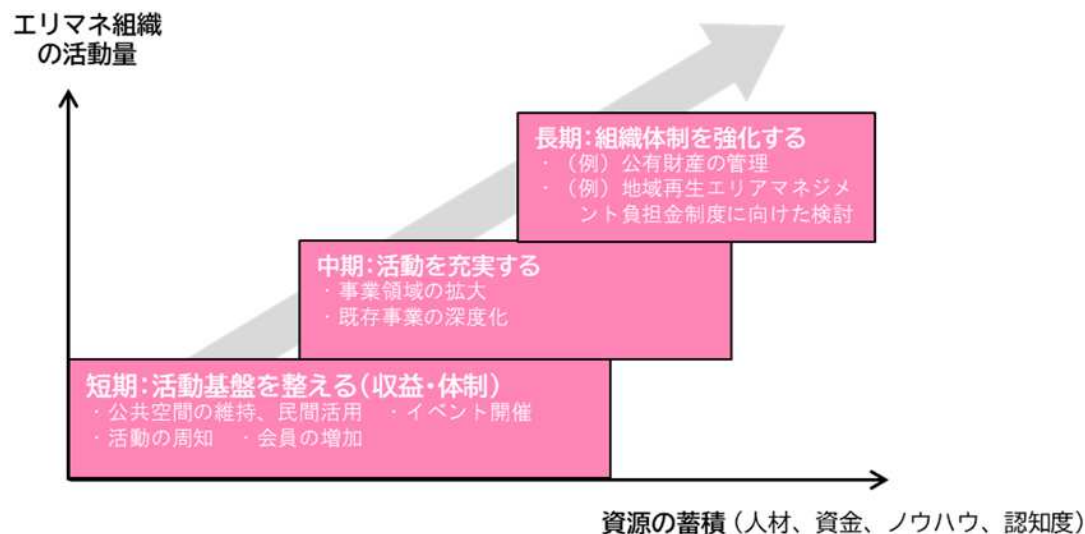 エリマネ組織
の活動量
長期：組織体制を強化する
・（例）公有財産の管理
・（例）地域再生エリアマネジメ
ント負担金制度に向けた検討
中期：活動を充実する
・事業領域の拡大
・既存事業の深度化
短期：活動基盤を整える（収益・体制）
・公共空間の維持、民間活用　・イベント開催
・活動の周知　・会員の増加
資源の蓄積（人材、資金、ノウハウ、認知度）